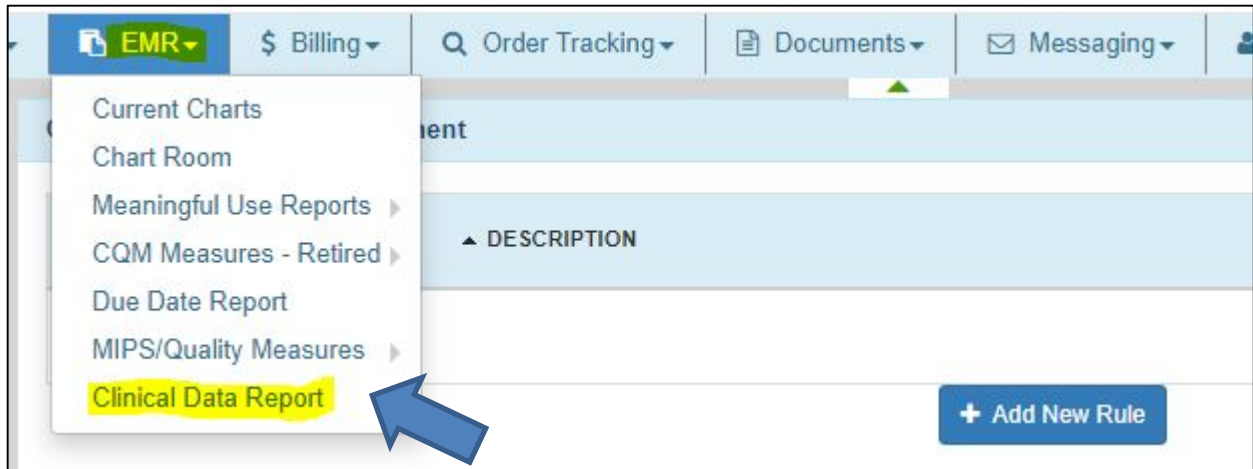 EMR
$ Billing
Order Tracking
Documents
Messaging
Current Charts
Chart Room
Meaningful Use Reports
CQM Measures - Retired
Due Date Report
MIPS/Quality Measures
Clinical Data Report
DESCRIPTION
+ Add New Rule